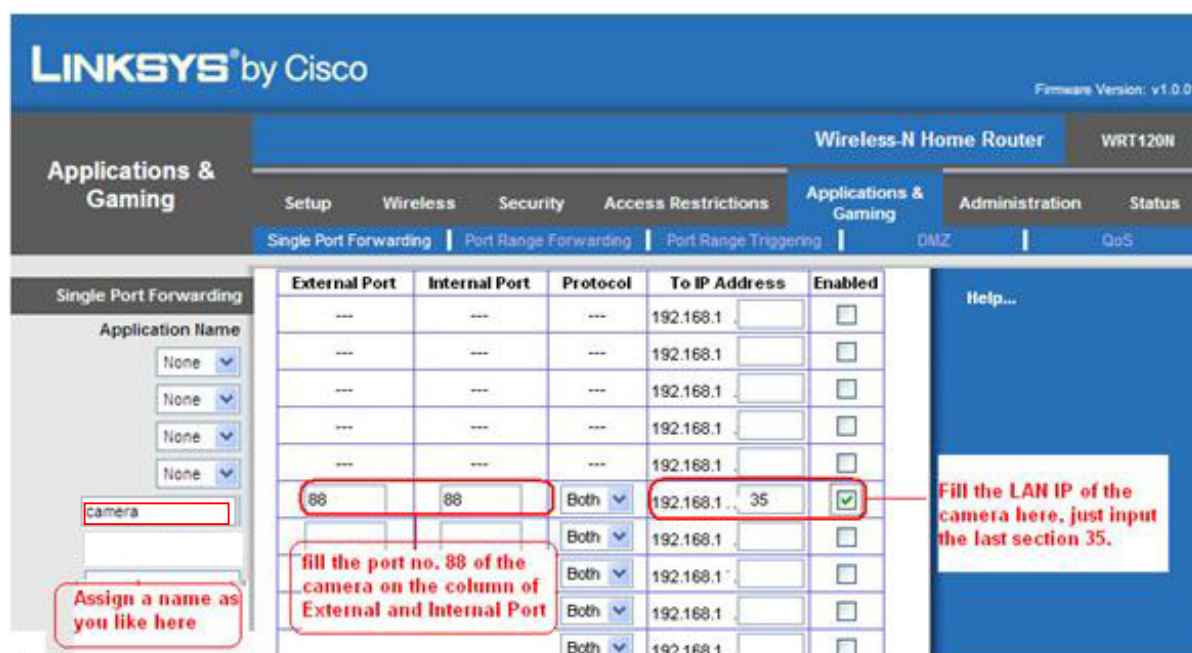 LINKSYS® by Cisco
Firmware Version: v1.0.0
Wireless-N Home Router WRT120N
Applications & Gaming
Setup Wireless Security Access Restrictions Applications & Gaming Administration Status
Single Port Forwarding Port Range Forwarding Port Range Triggering DMZ QoS
Single Port Forwarding
External Port Internal Port Protocol To IP Address Enabled
Help...
Application Name
None --- --- --- 192.168.1 .
None --- --- --- 192.168.1 .
None --- --- --- 192.168.1 .
None --- --- --- 192.168.1 .
--- --- --- 192.168.1 .
camera 88 88 Both 192.168.1 . 35
Both 192.168.1 .
Both 192.168.1 .
Both 192.168.1 .
Both 192.168.1 .
Fill the LAN IP of the
camera here, just input
the last section 35.
fill the port no. 88 of the
camera on the column of
External and Internal Port
Assign a name as
you like here